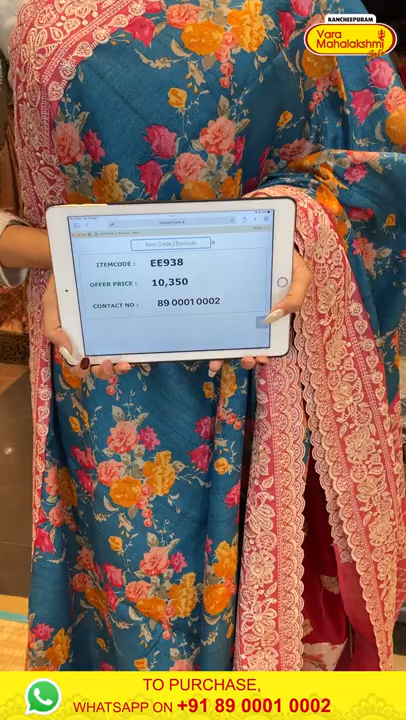 KANCHEEPURAM
Vara
Mahalakshmi
Item Code / Barcode
ITEMCODE : EE938
OFFER PRICE : 10,350
CONTACT NO : 89 0001 0002
TO PURCHASE,
WHATSAPP ON +91 89 0001 0002